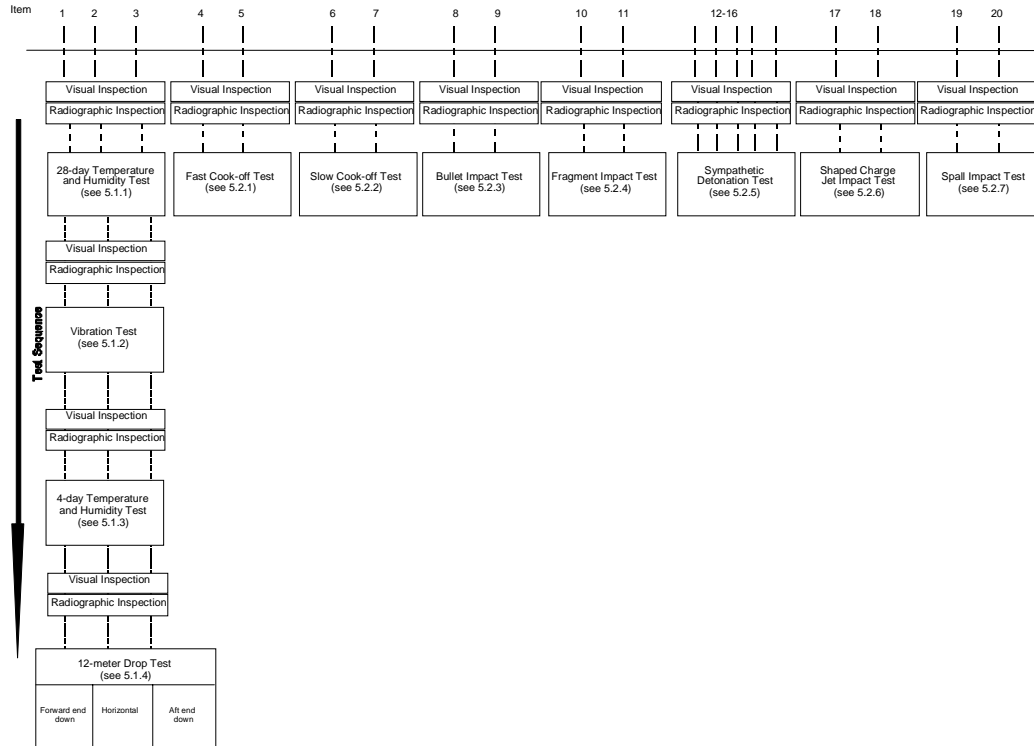 Item 1 2 3 4 5 6 7 8 9 10 11 12-16 17 18 19 20
Visual Inspection Visual Inspection Visual Inspection Visual Inspection Visual Inspection Visual Inspection Visual Inspection Visual Inspection
Radiographic Inspection Radiographic Inspection Radiographic Inspection Radiographic Inspection Radiographic Inspection Radiographic Inspection Radiographic Inspection Radiographic Inspection
28-day Temperature
and Humidity Test
(see 5.1.1)
Fast Cook-off Test
(see 5.2.1)
Slow Cook-off Test
(see 5.2.2)
Bullet Impact Test
(see 5.2.3)
Fragment Impact Test
(see 5.2.4)
Sympathetic
Detonation Test
(see 5.2.5)
Shaped Charge
Jet Impact Test
(see 5.2.6)
Spall Impact Test
(see 5.2.7)
Visual Inspection
Radiographic Inspection
Test Sequence
Vibration Test
(see 5.1.2)
Visual Inspection
Radiographic Inspection
4-day Temperature
and Humidity Test
(see 5.1.3)
Visual Inspection
Radiographic Inspection
12-meter Drop Test
(see 5.1.4)
Forward end
down
Horizontal
Aft end
down